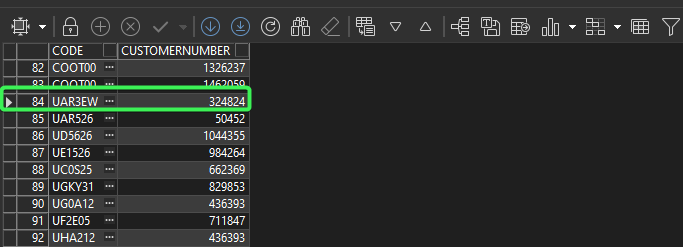 CODE CUSTOMERNUMBER
82 COOT00 ... 1326237
83 COOT00 ... 1462059
84 UAR3EW ... 324824
85 UAR526 ... 50452
86 UD5626 ... 1044355
87 UE1526 ... 984264
88 UC0S25 ... 662369
89 UGKY31 ... 829853
90 UG0A12 ... 436393
91 UF2E05 ... 711847
92 UHA212 ... 436393